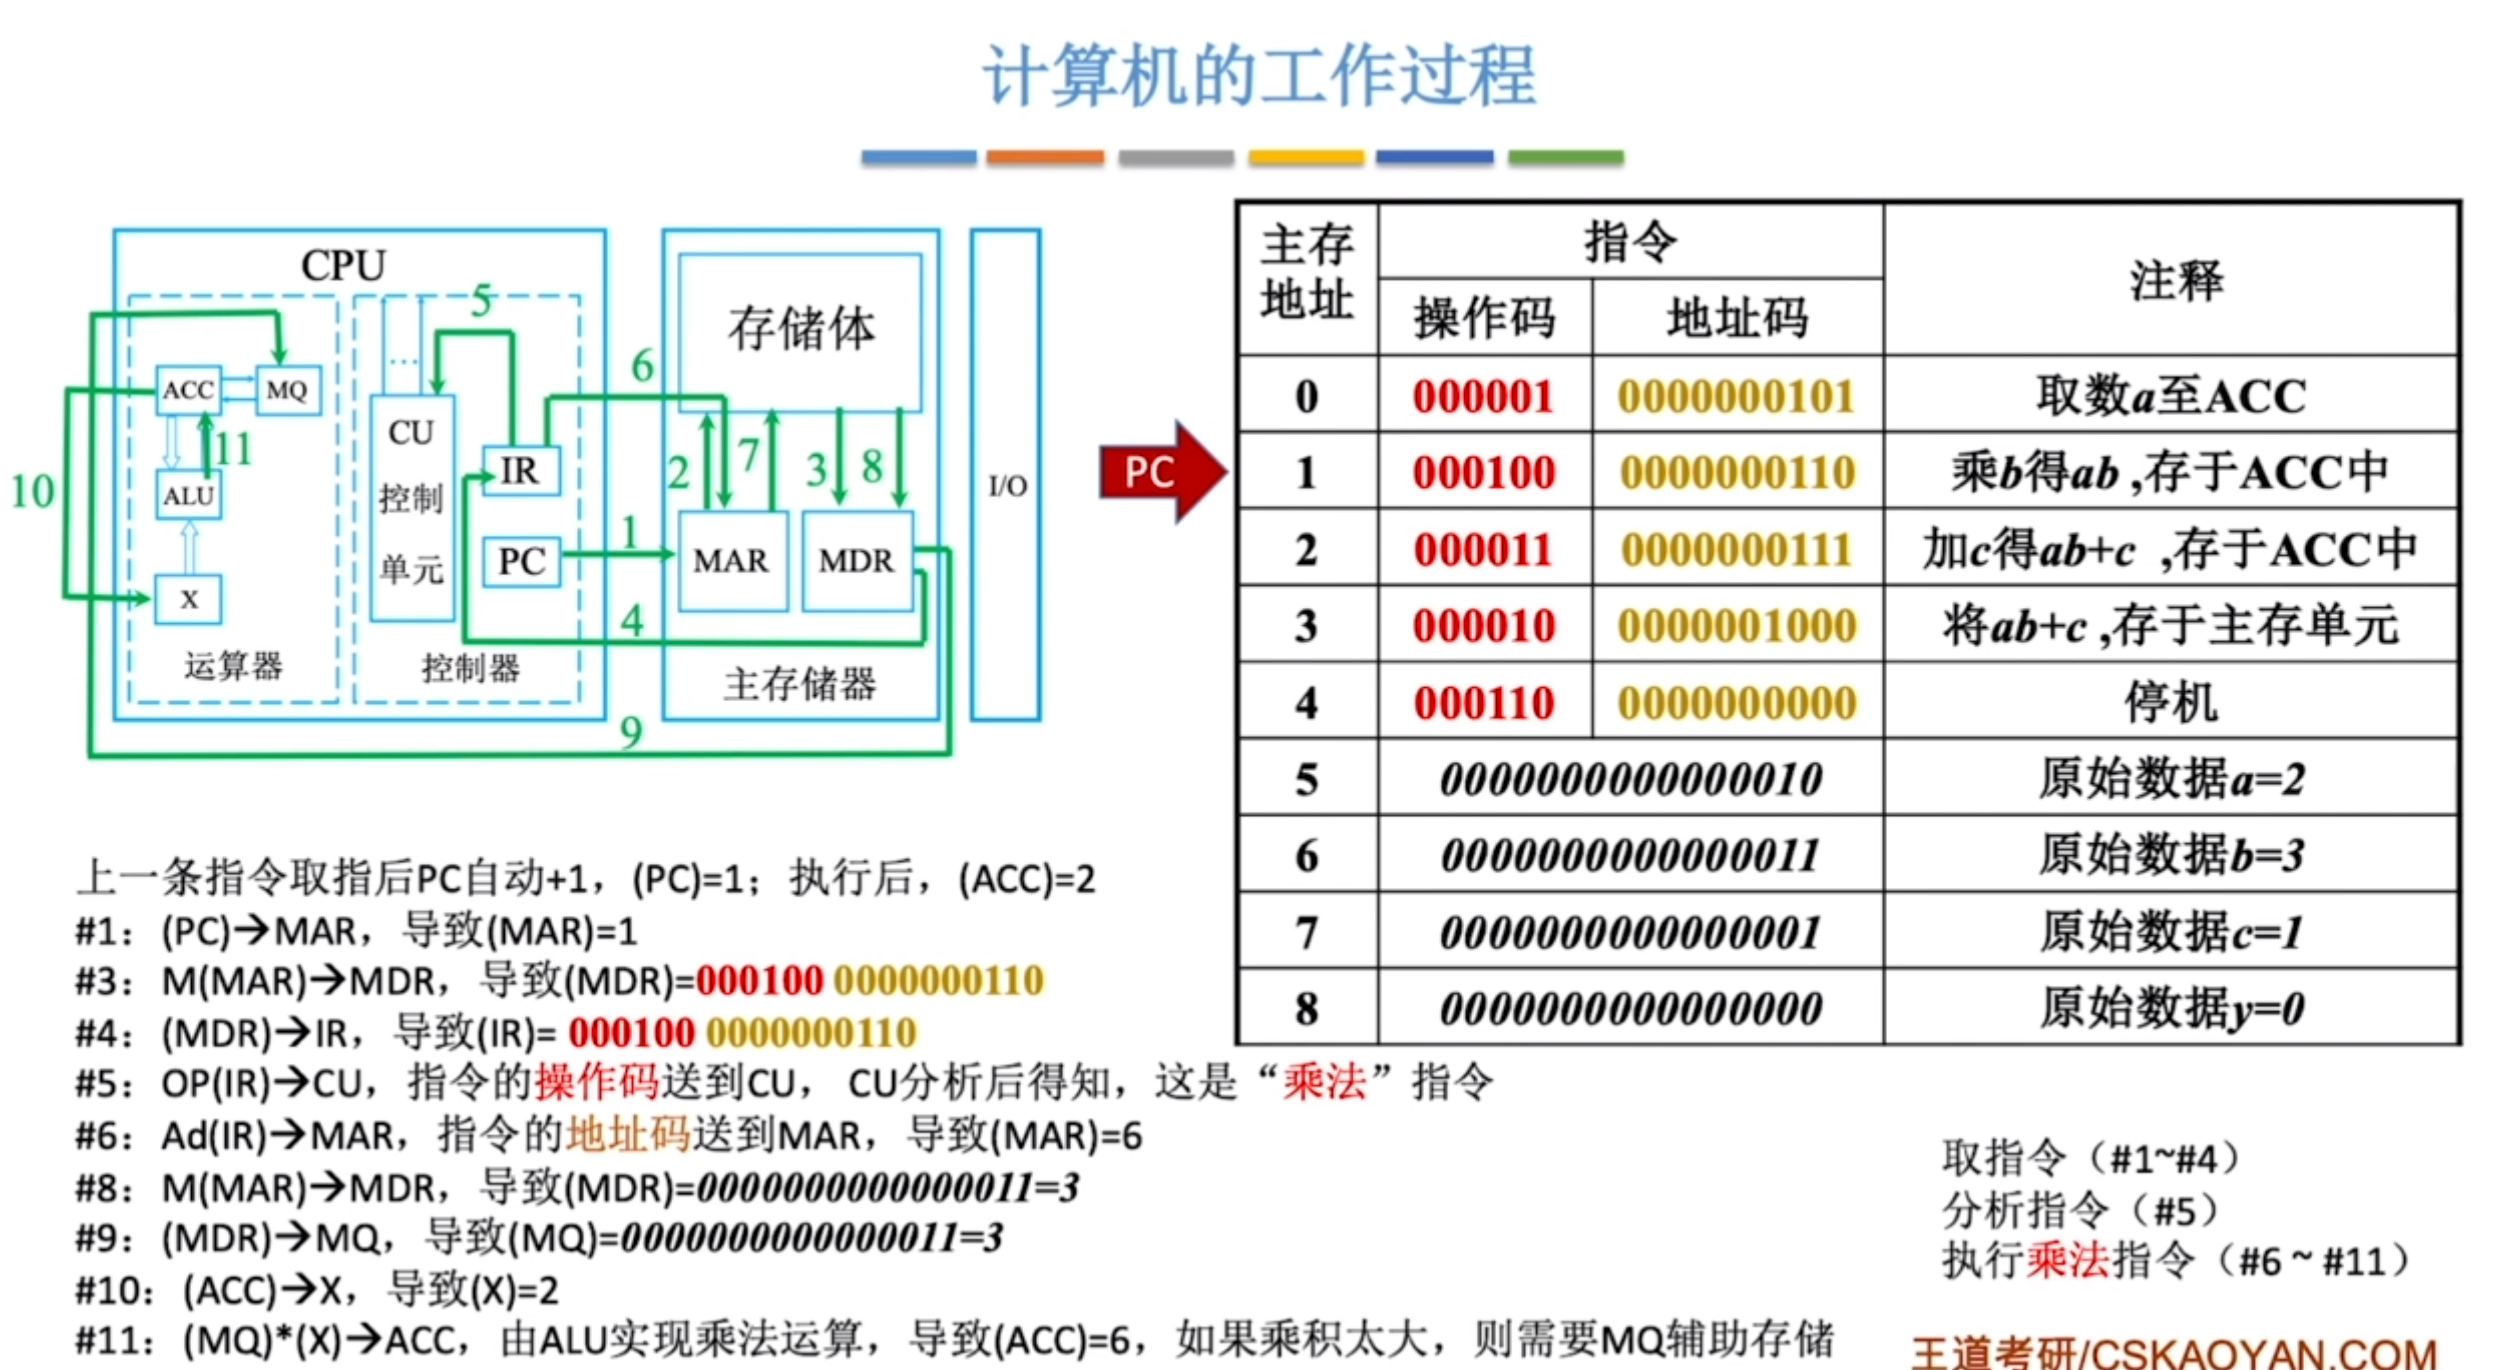 计算机的工作过程
CPU
5
ACC
MQ
11
ALU
X
运算器
10
...
CU
控制
单元
IR
PC
控制器
6
1
4
9
存储体
2
7
3
8
MAR
MDR
主存储器
I/O
PC
主存地址 指令 注释
操作码 地址码
0 000001 0000000101 取数a至ACC
1 000100 0000000110 乘b得ab ,存于ACC中
2 000011 0000000111 加c得ab+c ,存于ACC中
3 000010 0000001000 将ab+c ,存于主存单元
4 000110 0000000000 停机
5 0000000000000010 原始数据a=2
6 0000000000000011 原始数据b=3
7 0000000000000001 原始数据c=1
8 0000000000000000 原始数据y=0
上一条指令取指后PC自动+1，(PC)=1；执行后，(ACC)=2
#1：(PC)→MAR，导致(MAR)=1
#3：M(MAR)→MDR，导致(MDR)=000100 0000000110
#4：(MDR)→IR，导致(IR)= 000100 0000000110
#5：OP(IR)→CU，指令的操作码送到CU， CU分析后得知，这是“乘法”指令
#6：Ad(IR)→MAR，指令的地址码送到MAR，导致(MAR)=6
#8：M(MAR)→MDR，导致(MDR)=0000000000000011=3
#9：(MDR)→MQ，导致(MQ)=0000000000000011=3
#10：(ACC)→X，导致(X)=2
#11：(MQ)*(X)→ACC，由ALU实现乘法运算，导致(ACC)=6，如果乘积太大，则需要MQ辅助存储
取指令（#1~#4）
分析指令（#5）
执行乘法指令（#6 ~ #11）
王道考研/CSKAOYAN.COM